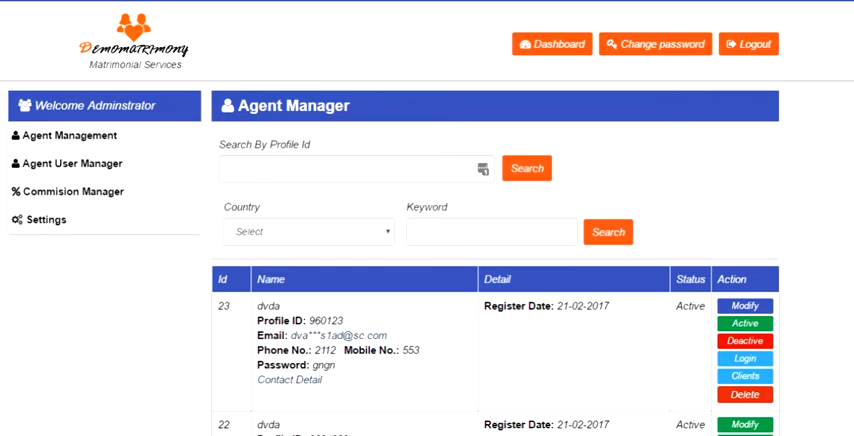 Demomatrimony
Matrimonial Services
Dashboard
Change password
Logout
Welcome Adminstrator
Agent Management
Agent User Manager
Commision Manager
Settings
Agent Manager
Search By Profile Id
Search
Country
Keyword
Select
Search
Id Name Detail Status Action
23 dvda Register Date: 21-02-2017 Active Modify
Profile ID: 960123
Active
Email: dva***s1ad@sc.com
Deactive
Phone No.: 2112 Mobile No.: 553
Login
Password: gngn
Clients
Contact Detail
Delete
22 dvda Register Date: 21-02-2017 Active Modify